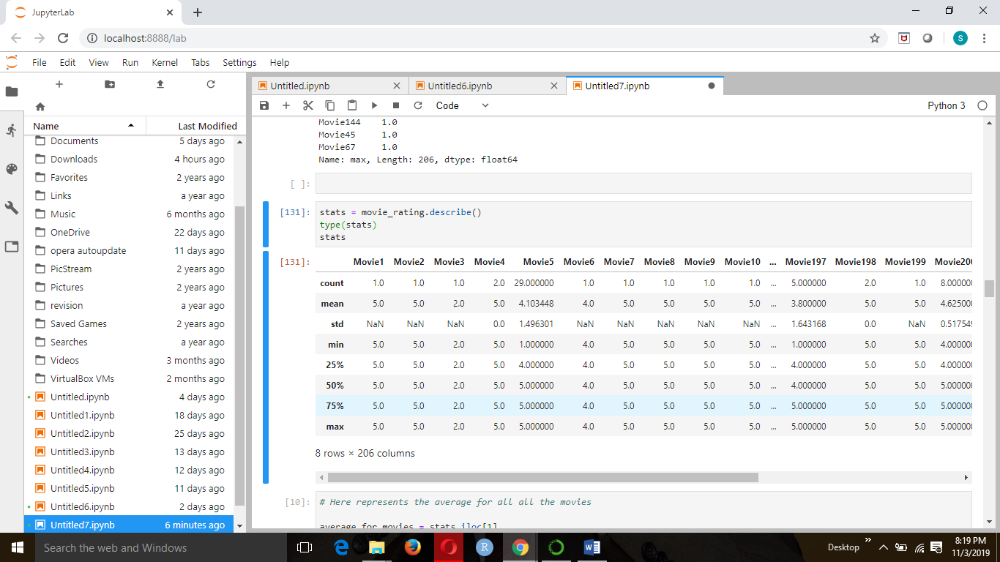 JupyterLab
localhost:8888/lab
S
File Edit View Run Kernel Tabs Settings Help
Untitled.ipynb Untitled6.ipynb Untitled7.ipynb
Code Python 3
Name Last Modified
Documents 5 days ago
Downloads 4 hours ago
Favorites 2 years ago
Links a year ago
Music 6 months ago
OneDrive 22 days ago
opera autoupdate 11 days ago
PicStream 2 years ago
Pictures 2 years ago
revision a year ago
Saved Games 2 years ago
Searches a year ago
Videos 3 months ago
VirtualBox VMs 2 months ago
Untitled.ipynb 4 days ago
Untitled1.ipynb 18 days ago
Untitled2.ipynb 25 days ago
Untitled3.ipynb 13 days ago
Untitled4.ipynb 12 days ago
Untitled5.ipynb 11 days ago
Untitled6.ipynb 2 days ago
Untitled7.ipynb 6 minutes ago
Movie144 1.0
Movie45 1.0
Movie67 1.0
Name: max, Length: 206, dtype: float64
[ ]:
[131]: stats = movie_rating.describe()
type(stats)
stats
[131]: Movie1 Movie2 Movie3 Movie4 Movie5 Movie6 Movie7 Movie8 Movie9 Movie10 ... Movie197 Movie198 Movie199
count 1.0 1.0 1.0 2.0 29.000000 1.0 1.0 1.0 1.0 1.0 ... 5.000000 2.0 1.0 8.00000
mean 5.0 5.0 2.0 5.0 4.103448 4.0 5.0 5.0 5.0 5.0 ... 3.800000 5.0 5.0 4.62500
std NaN NaN NaN 0.0 1.496301 NaN NaN NaN NaN NaN ... 1.643168 0.0 NaN 0.51754
min 5.0 5.0 2.0 5.0 1.000000 4.0 5.0 5.0 5.0 5.0 ... 1.000000 5.0 5.0 4.00000
25% 5.0 5.0 2.0 5.0 4.000000 4.0 5.0 5.0 5.0 5.0 ... 4.000000 5.0 5.0 4.00000
50% 5.0 5.0 2.0 5.0 5.000000 4.0 5.0 5.0 5.0 5.0 ... 4.000000 5.0 5.0 5.00000
75% 5.0 5.0 2.0 5.0 5.000000 4.0 5.0 5.0 5.0 5.0 ... 5.000000 5.0 5.0 5.00000
max 5.0 5.0 2.0 5.0 5.000000 4.0 5.0 5.0 5.0 5.0 ... 5.000000 5.0 5.0 5.00000
8 rows × 206 columns
[10]: # Here represents the average for all all the movies
average for movies = stats.iloc[1]
Search the web and Windows
R
Desktop
8:19 PM
11/3/2019